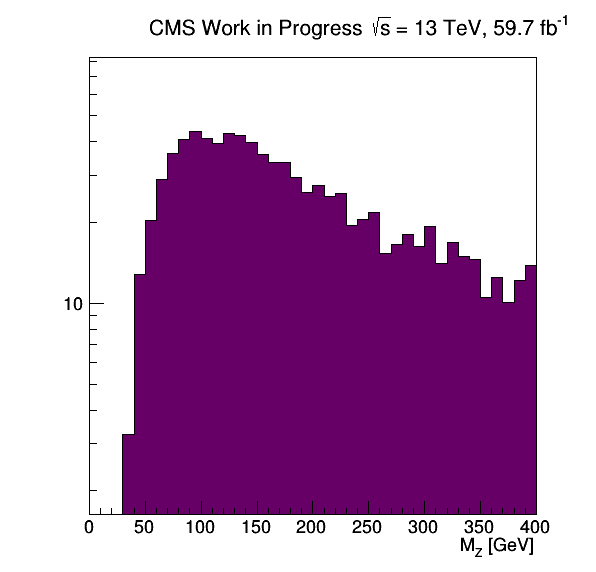 CMS Work in Progress √s = 13 TeV, 59.7 fb⁻¹
10
0 50 100 150 200 250 300 350 400
M_Z [GeV]